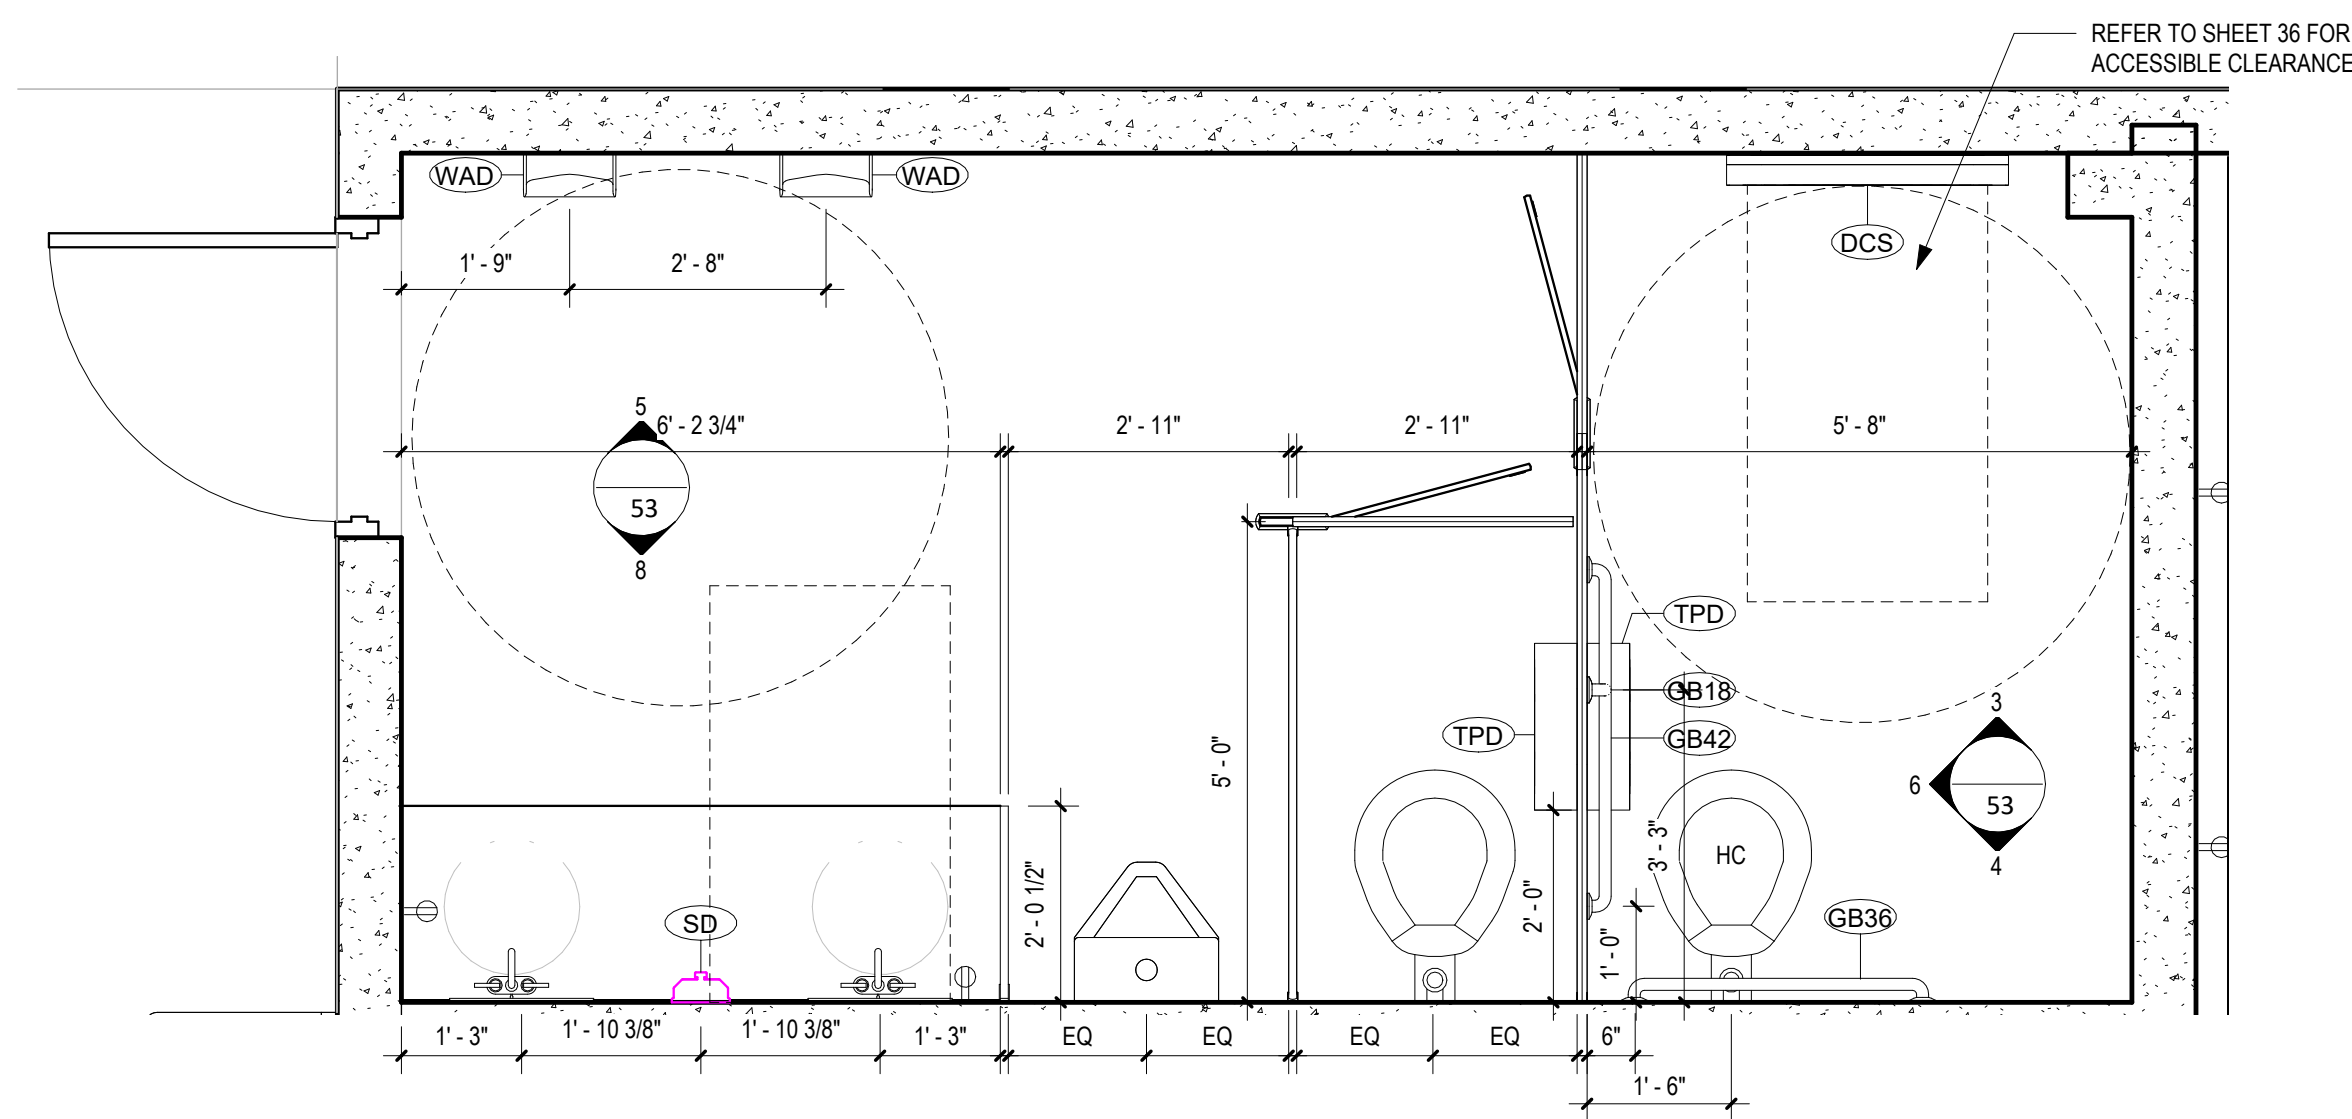 REFER TO SHEET 36 FOR
ACCESSIBLE CLEARANCE
WAD
WAD
DCS
1' - 9"
2' - 8"
5
6' - 2 3/4"
2' - 11"
2' - 11"
5' - 8"
53
8
TPD
GB18
TPD
GB42
3
6
53
4
5' - 0"
3' - 3"
HC
2' - 0 1/2"
2' - 0"
1' - 0"
SD
GB36
1' - 3"
1' - 10 3/8"
1' - 10 3/8"
1' - 3"
EQ
EQ
EQ
EQ
6"
1' - 6"